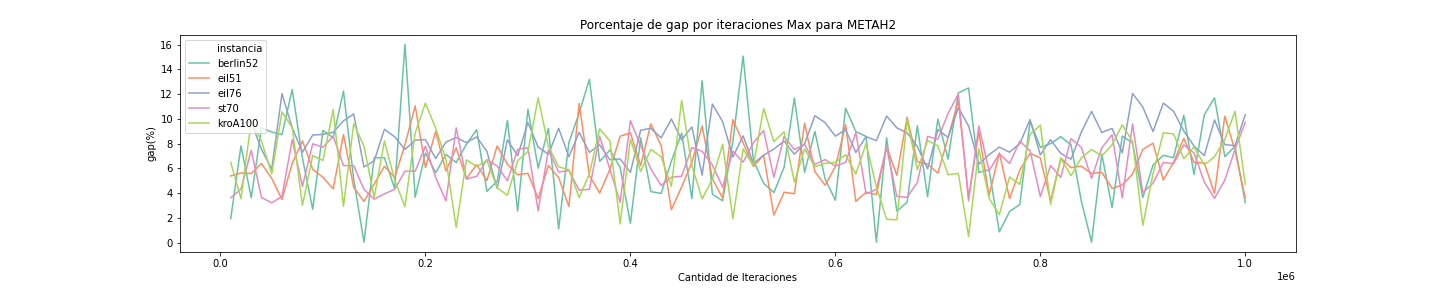 Porcentaje de gap por iteraciones Max para METAH2
gap(%)
16
14
12
10
8
6
4
2
0
instancia
berlin52
eil51
eil76
st70
kroA100
0.0 0.2 0.4 0.6 0.8 1.0
1e6
Cantidad de Iteraciones